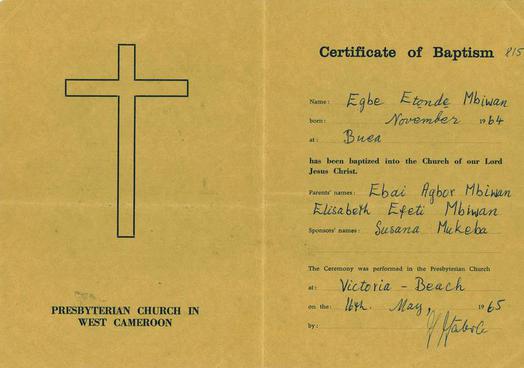 PRESBYTERIAN CHURCH IN
WEST CAMEROON
Certificate of Baptism 815
Name: Egbe Etonde Mbiwan
born: November 1964
at: Buea
has been baptized into the Church of our Lord
Jesus Christ.
Parents' names: Ebai Agbor Mbiwan
Elisabeth Efeti Mbiwan
Sponsors' names: Susana Mukeba
The Ceremony was performed in the Presbyterian Church
at: Victoria - Beach
on the: 16th. May, 1965
by: